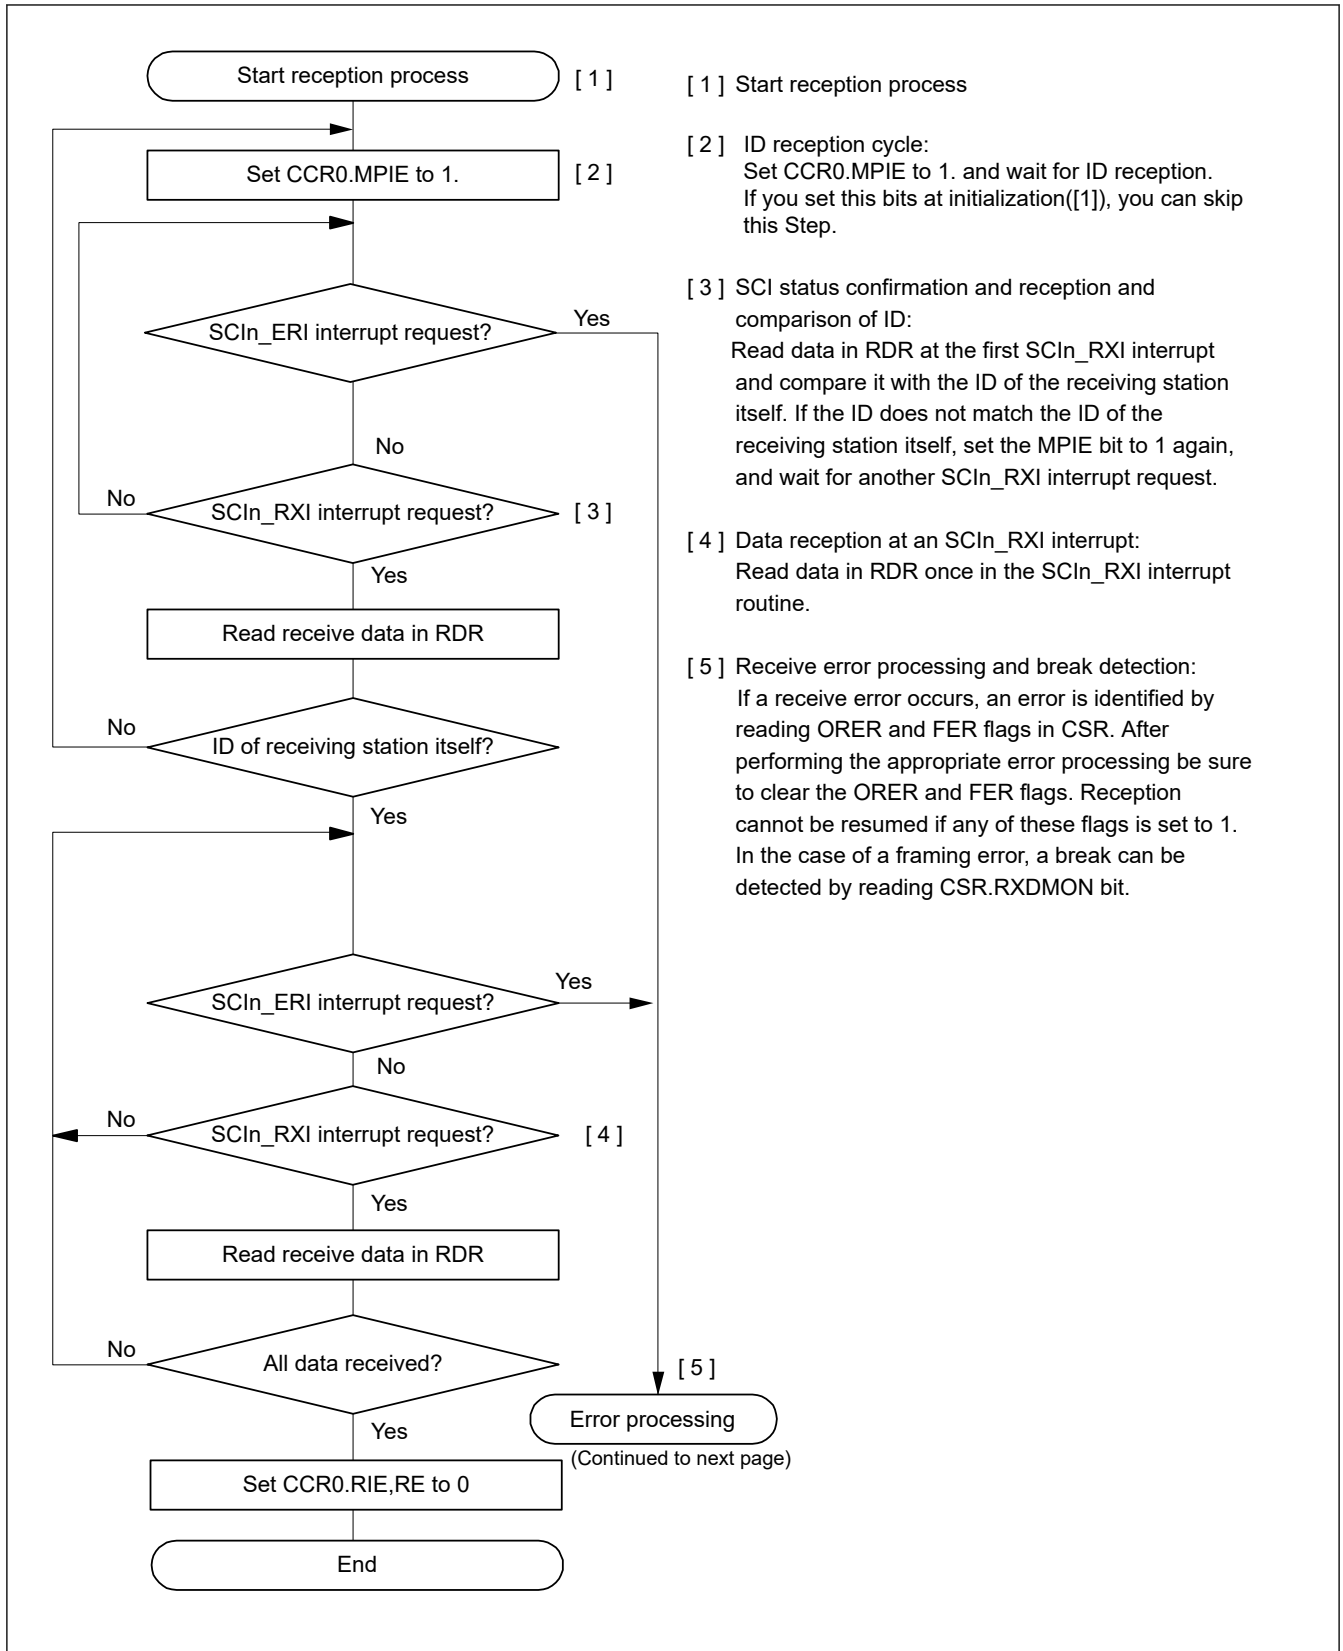 Start reception process
[ 1 ]
Set CCR0.MPIE to 1.
[ 2 ]
SCIn_ERI interrupt request?
Yes
No
No
SCIn_RXI interrupt request?
[ 3 ]
Yes
Read receive data in RDR
No
ID of receiving station itself?
Yes
SCIn_ERI interrupt request?
Yes
No
No
SCIn_RXI interrupt request?
[ 4 ]
Yes
Read receive data in RDR
No
All data received?
Yes
Set CCR0.RIE,RE to 0
End
[ 5 ]
Error processing
(Continued to next page)
[ 1 ] Start reception process
[ 2 ] ID reception cycle:
Set CCR0.MPIE to 1. and wait for ID reception.
If you set this bits at initialization([1]), you can skip
this Step.
[ 3 ] SCI status confirmation and reception and
comparison of ID:
Read data in RDR at the first SCIn_RXI interrupt
and compare it with the ID of the receiving station
itself. If the ID does not match the ID of the
receiving station itself, set the MPIE bit to 1 again,
and wait for another SCIn_RXI interrupt request.
[ 4 ] Data reception at an SCIn_RXI interrupt:
Read data in RDR once in the SCIn_RXI interrupt
routine.
[ 5 ] Receive error processing and break detection:
If a receive error occurs, an error is identified by
reading ORER and FER flags in CSR. After
performing the appropriate error processing be sure
to clear the ORER and FER flags. Reception
cannot be resumed if any of these flags is set to 1.
In the case of a framing error, a break can be
detected by reading CSR.RXDMON bit.